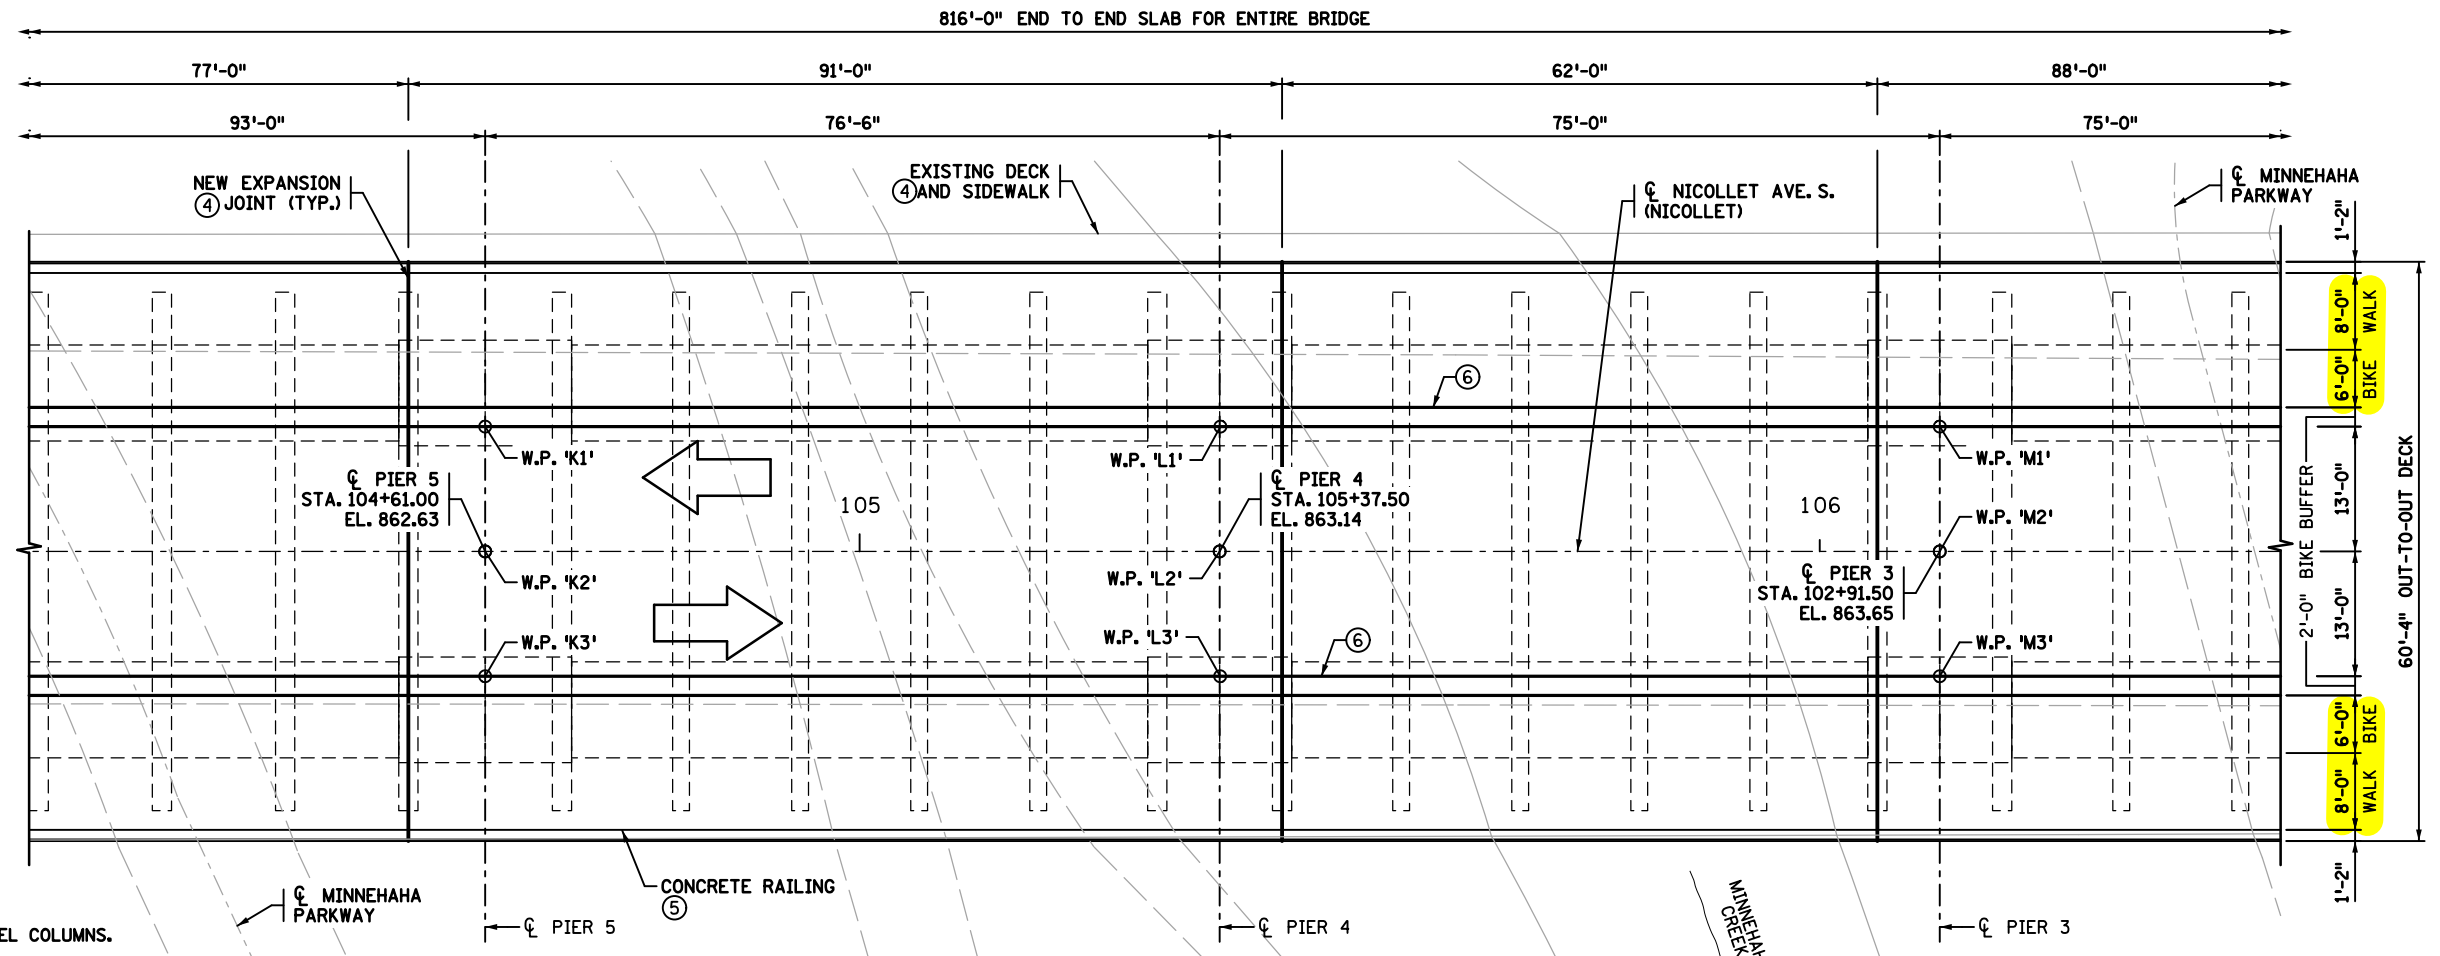 816'-0" END TO END SLAB FOR ENTIRE BRIDGE
77'-0" 91'-0" 62'-0" 88'-0"
93'-0" 76'-6" 75'-0" 75'-0"
NEW EXPANSION
④ JOINT (TYP.)
EXISTING DECK
④ AND SIDEWALK
℄ NICOLLET AVE. S.
(NICOLLET)
℄ MINNEHAHA
PARKWAY
1'-2"
8'-0" WALK
6'-0" BIKE
⑥
W.P. 'K1'
W.P. 'L1'
W.P. 'M1'
℄ PIER 5
STA. 104+61.00
EL. 862.63
105
℄ PIER 4
STA. 105+37.50
EL. 863.14
106
W.P. 'M2'
13'-0"
2'-0" BIKE BUFFER
60'-4" OUT-TO-OUT DECK
W.P. 'K2'
W.P. 'L2'
℄ PIER 3
STA. 102+91.50
EL. 863.65
13'-0"
W.P. 'K3'
W.P. 'L3'
⑥
W.P. 'M3'
6'-0" BIKE
8'-0" WALK
1'-2"
CONCRETE RAILING
⑤
℄ MINNEHAHA
PARKWAY
℄ PIER 5
℄ PIER 4
℄ PIER 3
MINNEHAH
CREEK
EL COLUMNS.